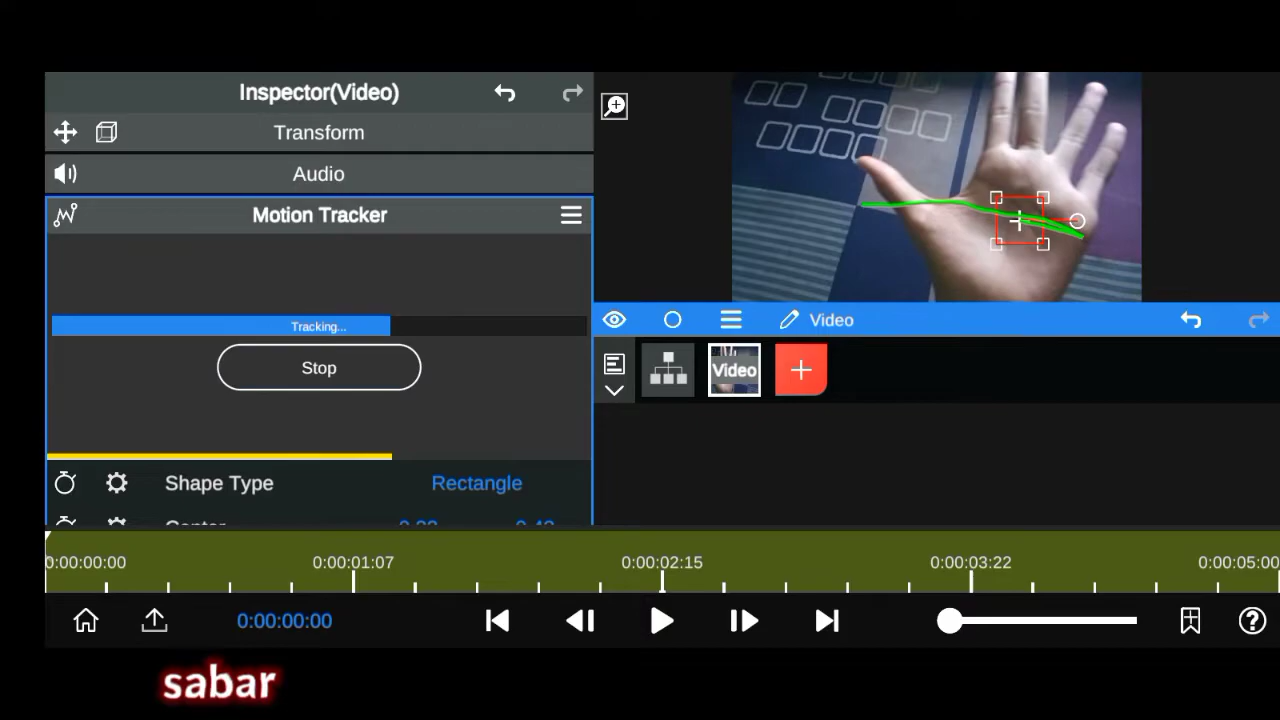 Inspector(Video)
Transform
Audio
Motion Tracker
Tracking...
Stop
Shape Type Rectangle
Video
Video
0:00:00:00 0:00:01:07 0:00:02:15 0:00:03:22 0:00:05:00
0:00:00:00
sabar